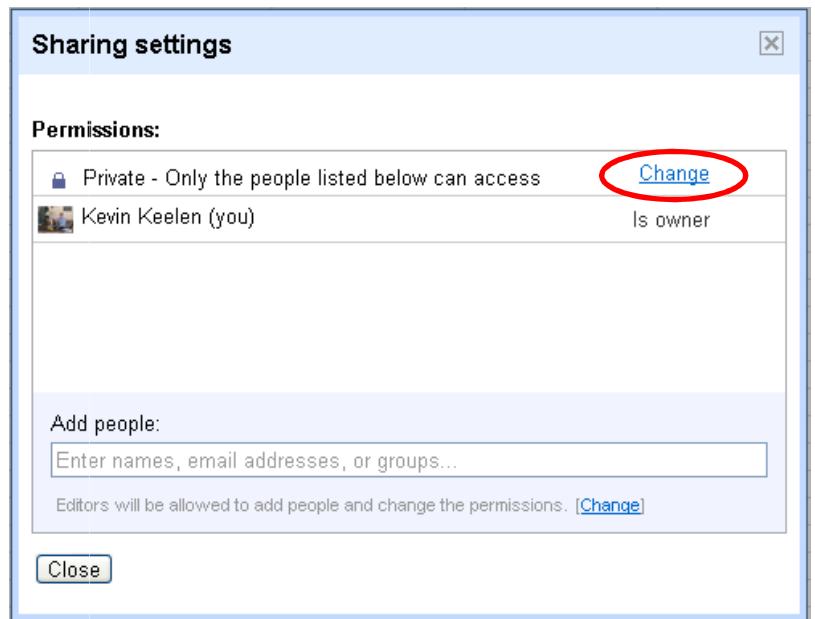 Sharing settings
Permissions:
Private - Only the people listed below can access Change
Kevin Keelen (you) Is owner
Add people:
Enter names, email addresses, or groups...
Editors will be allowed to add people and change the permissions. [Change]
Close